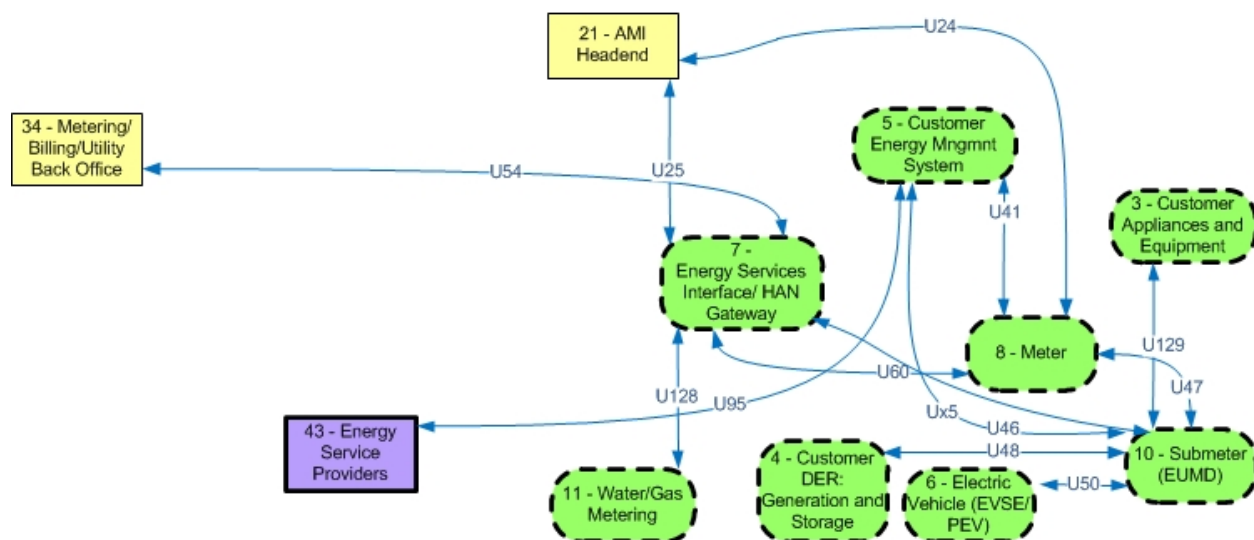 21 - AMI
Headend
U24
34 - Metering/
Billing/Utility
Back Office
5 - Customer
Energy Mngmnt
System
U54
U25
U41
3 - Customer
Appliances and
Equipment
7 -
Energy Services
Interface/ HAN
Gateway
8 - Meter
U129
U60
U47
U128
U95
Ux5
U46
43 - Energy
Service
Providers
4 - Customer
DER:
Generation and
Storage
U48
10 - Submeter
(EUMD)
11 - Water/Gas
Metering
6 - Electric
Vehicle (EVSE/
PEV)
U50